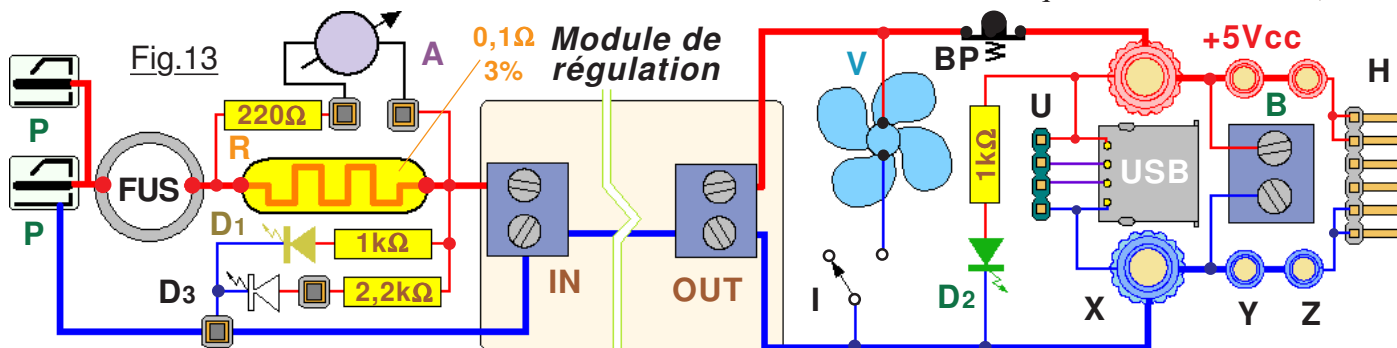 Fig.13
A
0,1Ω
3%
Module de
régulation
BP
V
+5Vcc
H
P
220Ω
R
FUS
P
D1
1kΩ
D3
2,2kΩ
IN
OUT
I
1kΩ
D2
U
USB
B
X
Y
Z